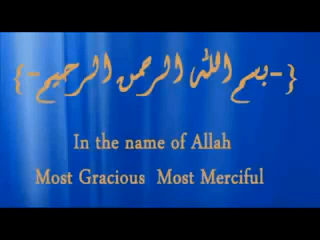 {-بسم الله الرحمن الرحيم-}
In the name of Allah
Most Gracious Most Merciful